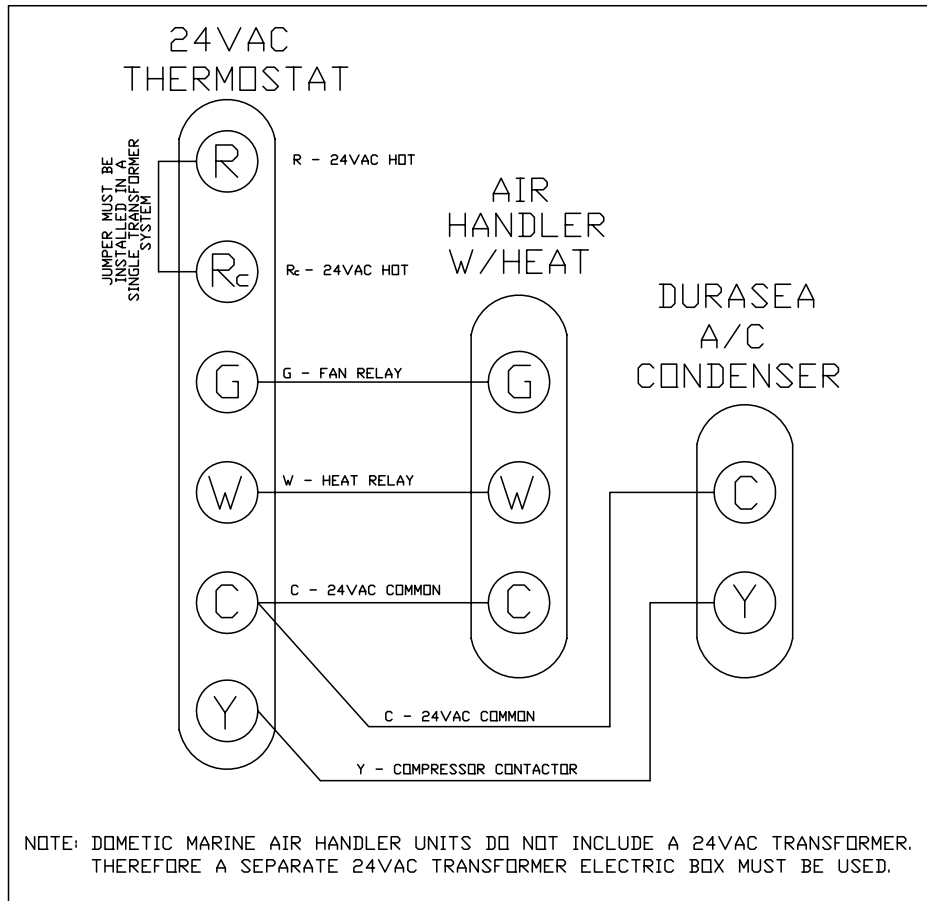 24VAC
THERMOSTAT
JUMPER MUST BE
INSTALLED IN A
SINGLE TRANSFORMER
SYSTEM
R
R - 24VAC HOT
Rc
Rc - 24VAC HOT
G
G - FAN RELAY
W
W - HEAT RELAY
C
C - 24VAC COMMON
Y
AIR
HANDLER
W/HEAT
G
W
C
DURASEA
A/C
CONDENSER
C
Y
C - 24VAC COMMON
Y - COMPRESSOR CONTACTOR
NOTE: DOMETIC MARINE AIR HANDLER UNITS DO NOT INCLUDE A 24VAC TRANSFORMER.
THEREFORE A SEPARATE 24VAC TRANSFORMER ELECTRIC BOX MUST BE USED.